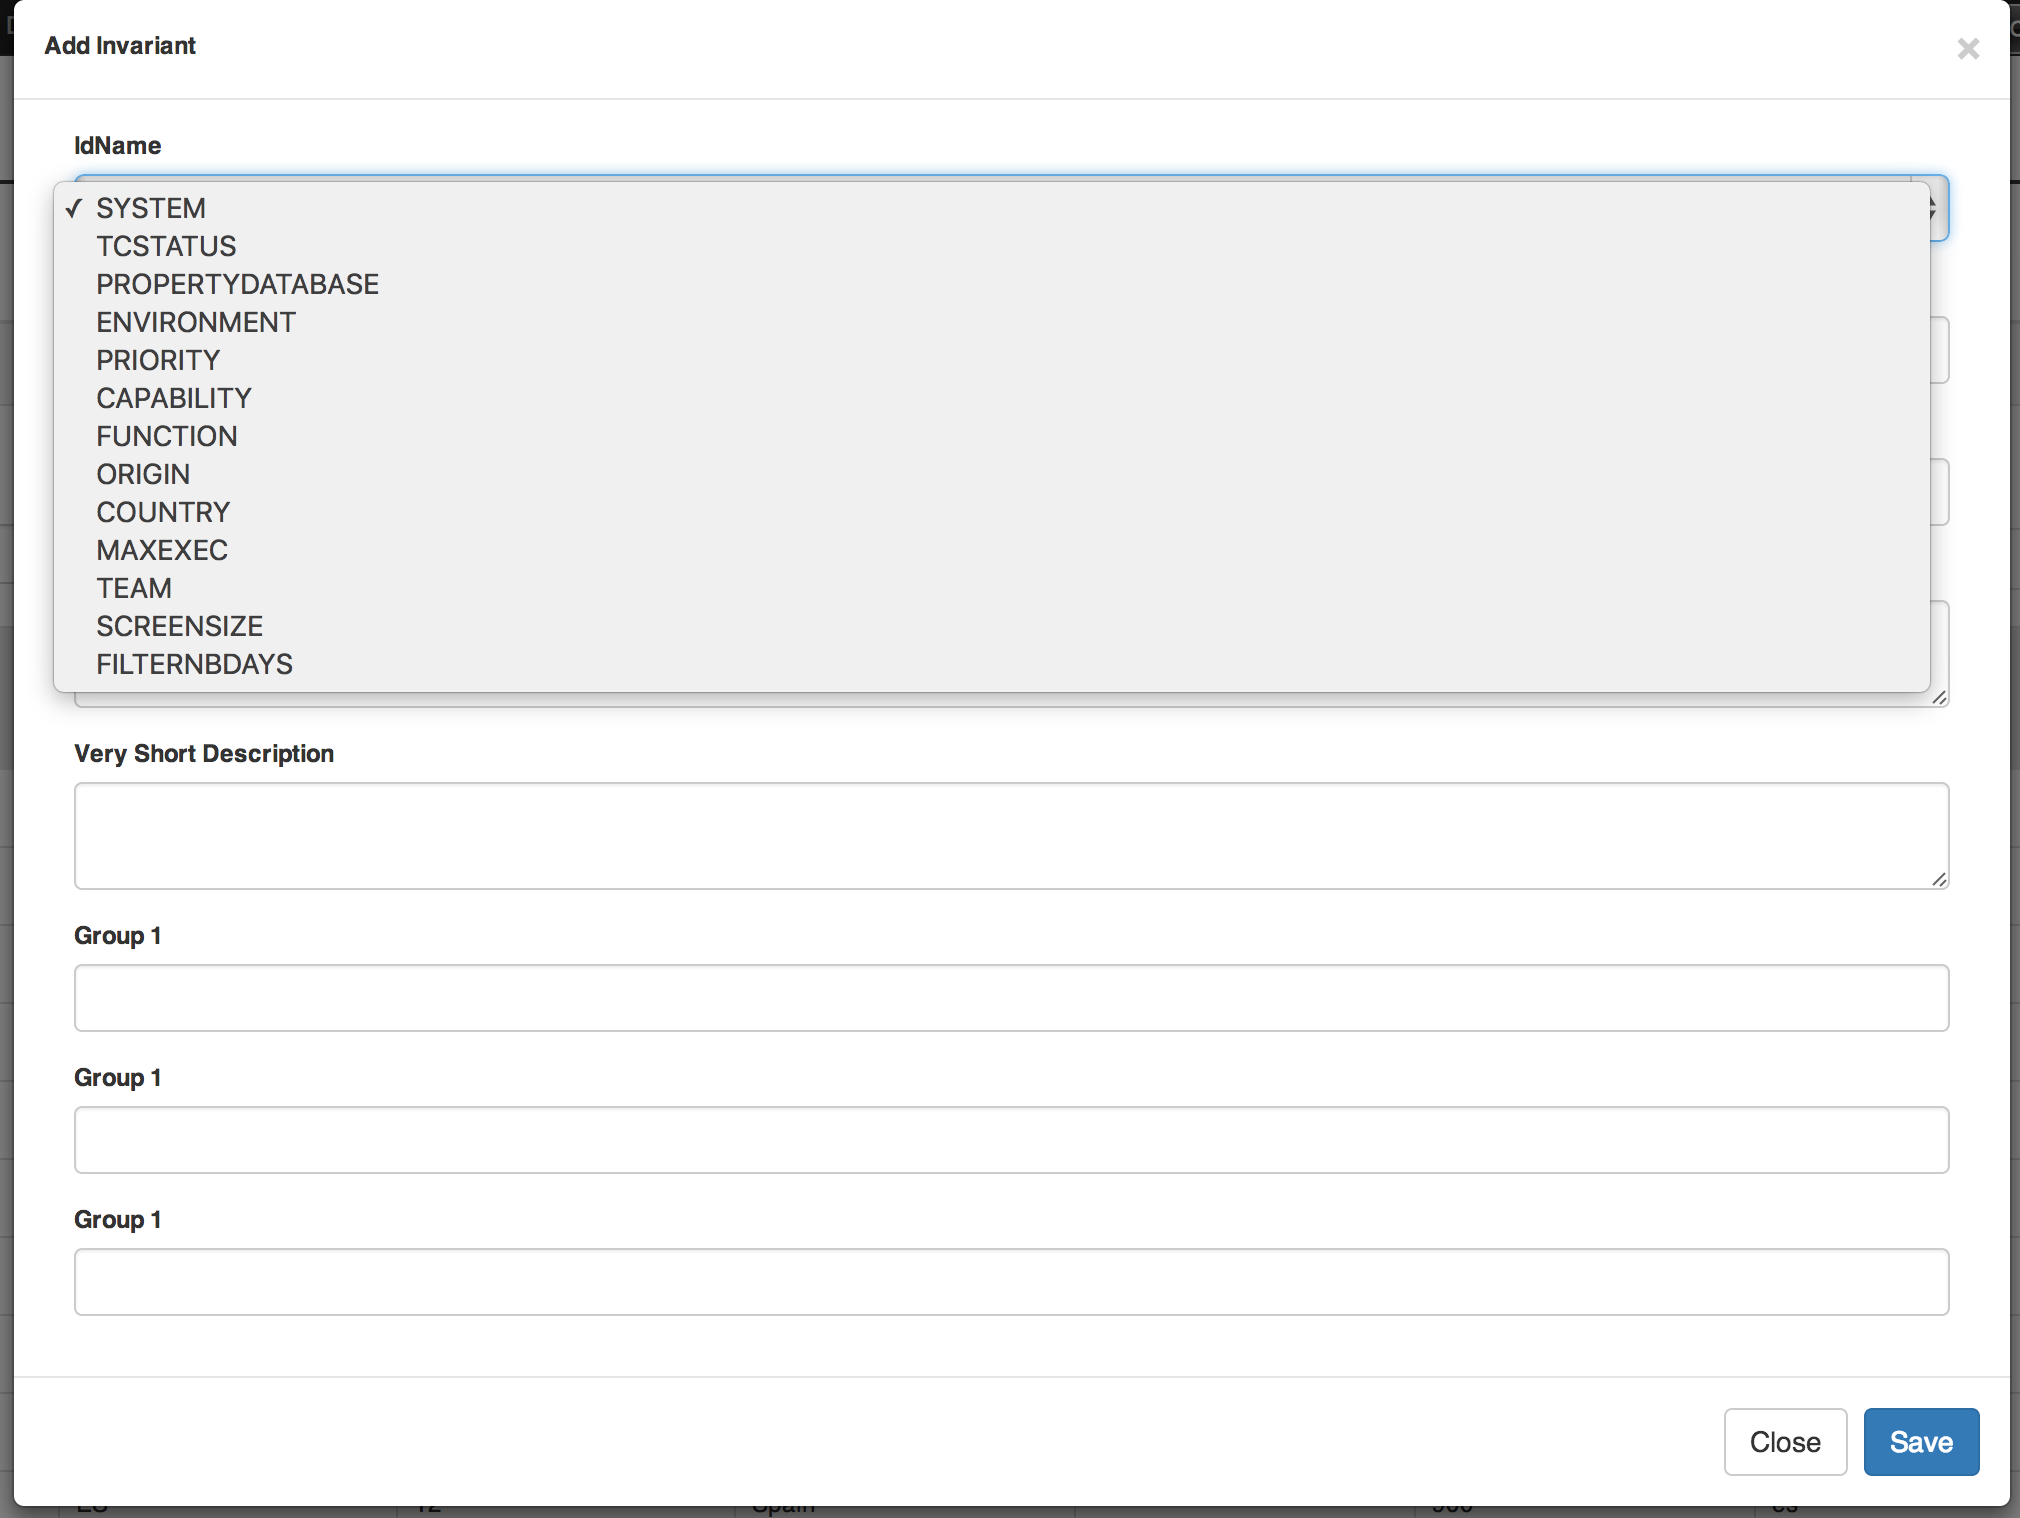 Add Invariant
×
IdName
✓ SYSTEM
TCSTATUS
PROPERTYDATABASE
ENVIRONMENT
PRIORITY
CAPABILITY
FUNCTION
ORIGIN
COUNTRY
MAXEXEC
TEAM
SCREENSIZE
FILTERNBDAYS
Very Short Description
Group 1
Group 1
Group 1
Close Save
Spain